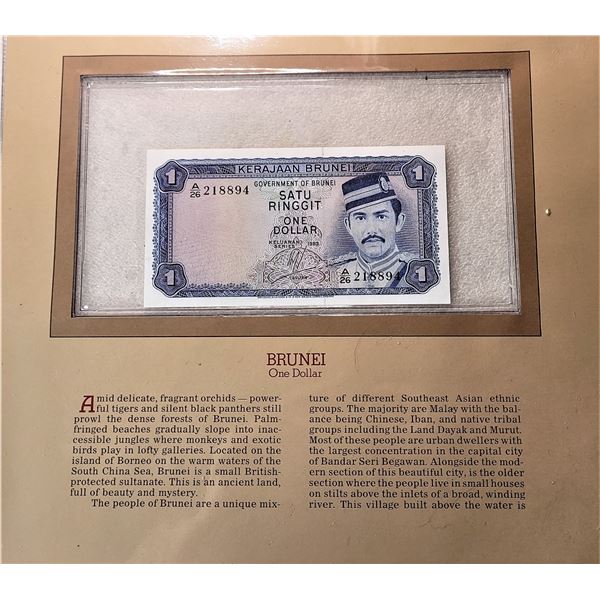 1
KERAJAAN BRUNEI
1
A/26 218894
GOVERNMENT OF BRUNEI
SATU
RINGGIT
ONE
DOLLAR
KELUARAN
SERIES 1983
A/26 218894
1
1
BRUNEI
One Dollar
Amid delicate, fragrant orchids — power-
ful tigers and silent black panthers still
prowl the dense forests of Brunei. Palm-
fringed beaches gradually slope into inac-
cessible jungles where monkeys and exotic
birds play in lofty galleries. Located on the
island of Borneo on the warm waters of the
South China Sea, Brunei is a small British-
protected sultanate. This is an ancient land,
full of beauty and mystery.
The people of Brunei are a unique mix-
ture of different Southeast Asian ethnic
groups. The majority are Malay with the bal-
ance being Chinese, Iban, and native tribal
groups including the Land Dayak and Murut.
Most of these people are urban dwellers with
the largest concentration in the capital city
of Bandar Seri Begawan. Alongside the mod-
ern section of this beautiful city, is the older
section where the people live in small houses
on stilts above the inlets of a broad, winding
river. This village built above the water is